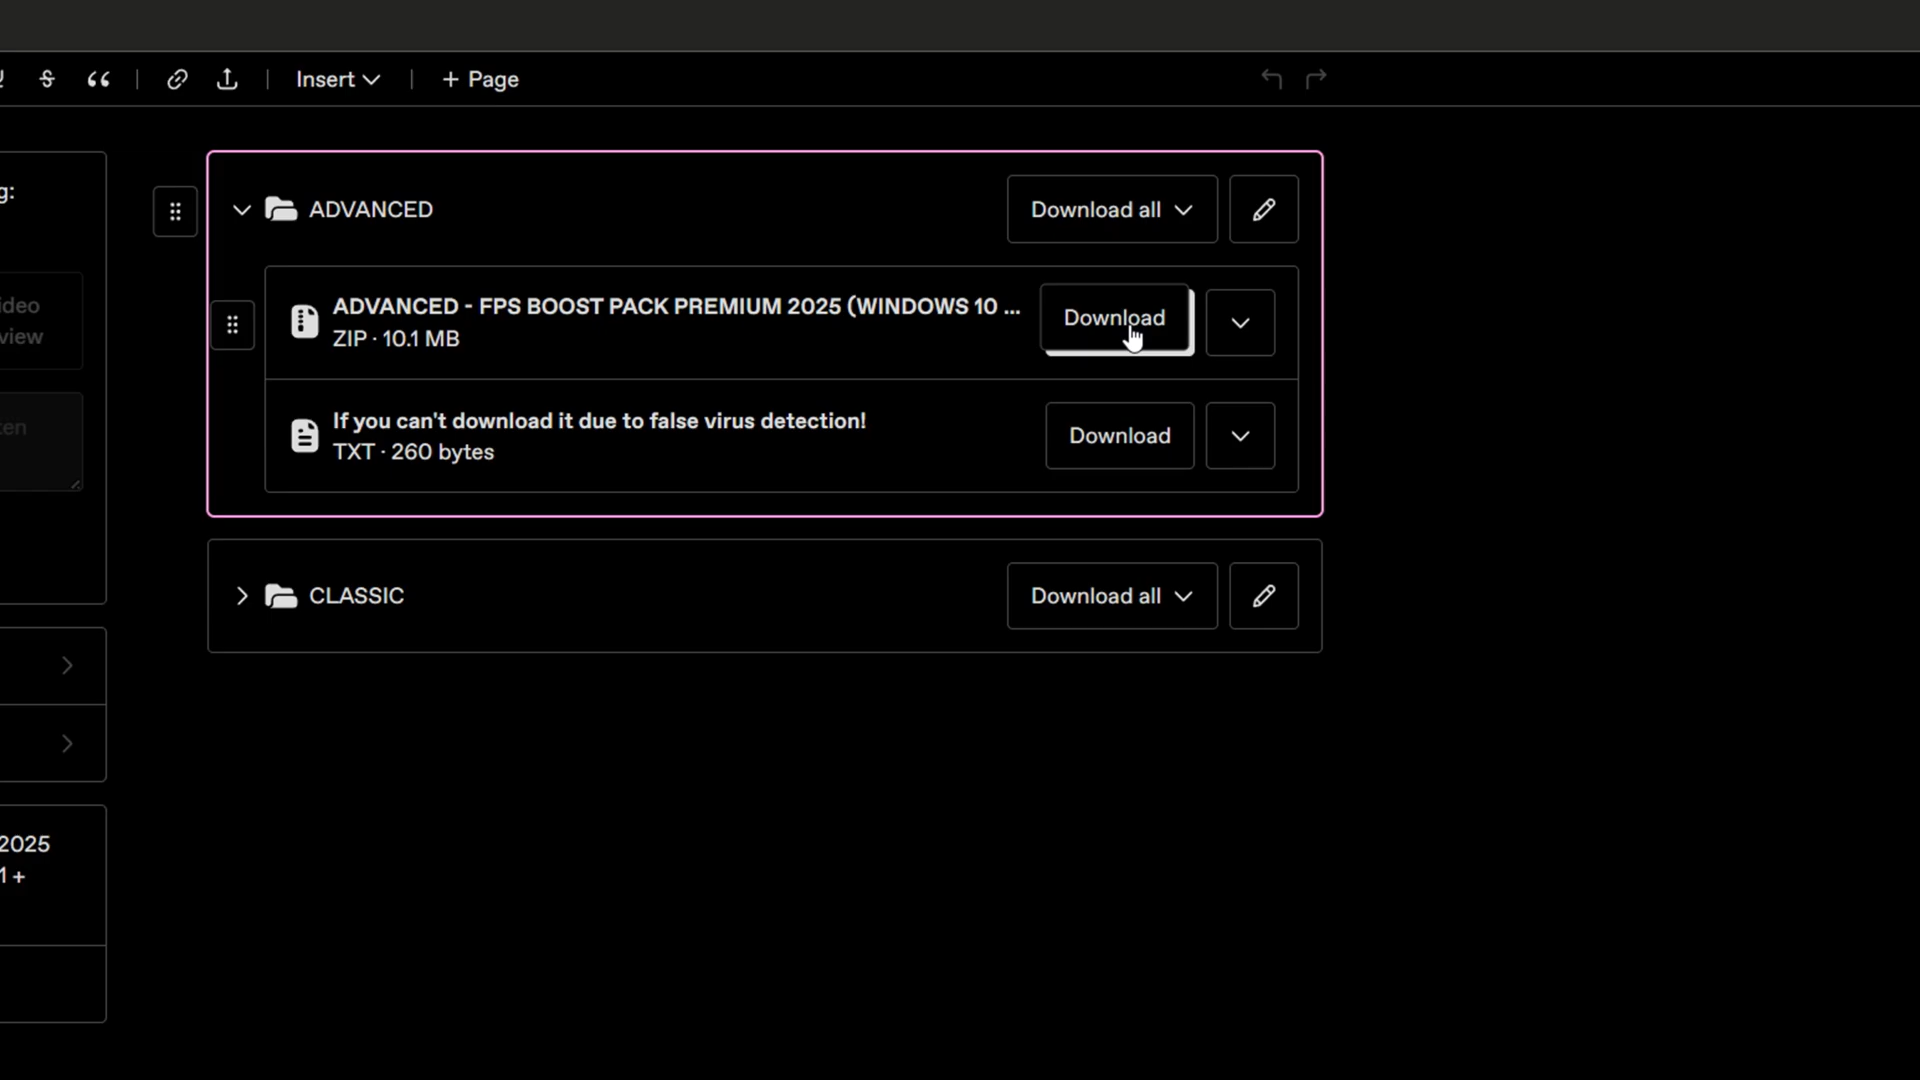 Insert
+ Page
g:
ideo
view
ten
2025
1 +
ADVANCED
Download all
ADVANCED - FPS BOOST PACK PREMIUM 2025 (WINDOWS 10 ...
ZIP · 10.1 MB
Download
If you can't download it due to false virus detection!
TXT · 260 bytes
Download
CLASSIC
Download all